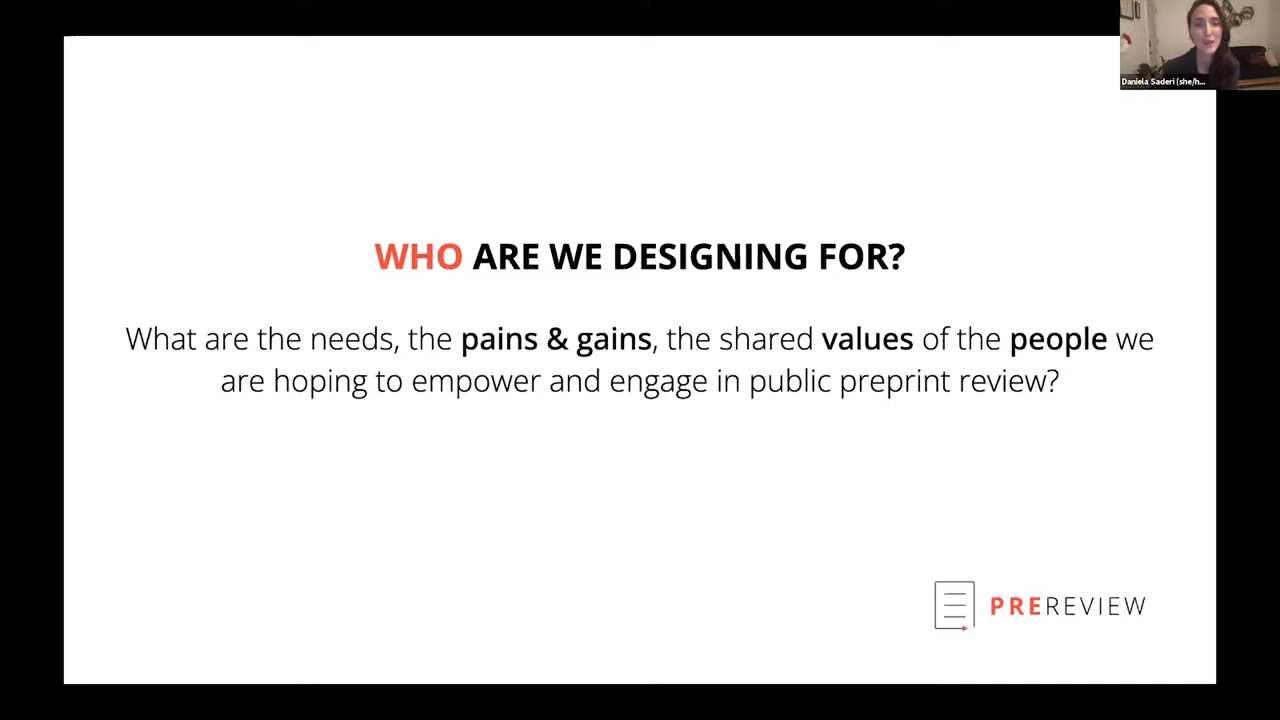 Daniela Saderi (she/h...
WHO ARE WE DESIGNING FOR?
What are the needs, the pains & gains, the shared values of the people we
are hoping to empower and engage in public preprint review?
PREREVIEW